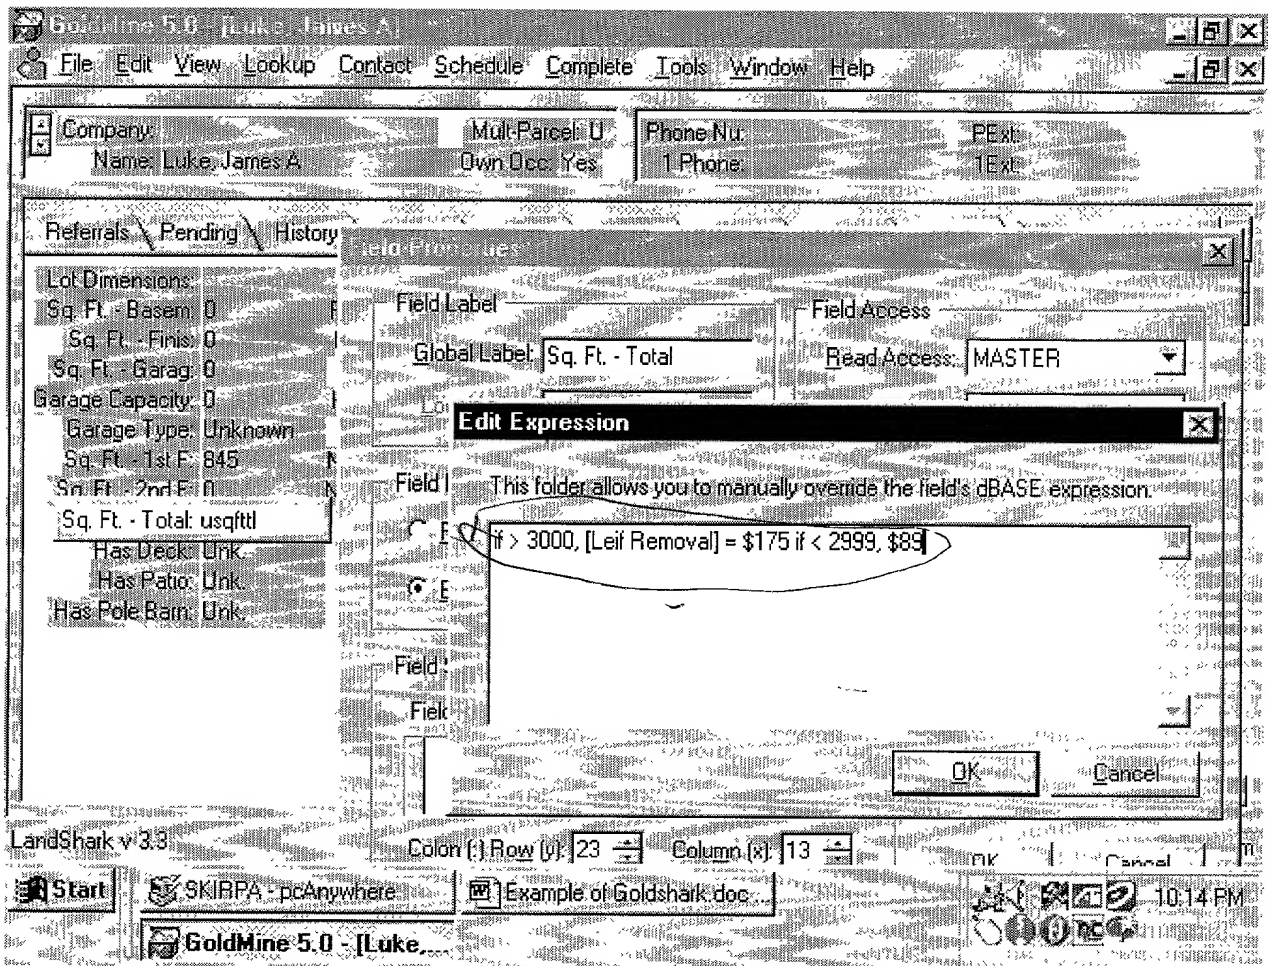 GoldMine 5.0 - [Luke, James A]
File Edit View Lookup Contact Schedule Complete Tools Window Help
Company:
Name: Luke, James A
Mult-Parcel: U
Own Occ: Yes
Phone Nu:
1 Phone:
PExt:
1Ext:
Referrals Pending History
Lot Dimensions:
Sq. Ft. - Basem: 0
Sq. Ft. - Finis: 0
Sq. Ft. - Garag: 0
Garage Capacity: 0
Garage Type: Unknown
Sq. Ft. - 1st F: 845
Sq. Ft. - 2nd F: 0
Sq. Ft. - Total: usqfttl
Has Deck: Unk.
Has Patio: Unk.
Has Pole Barn: Unk.
Field Properties
Field Label
Global Label: Sq. Ft. - Total
Field Access
Read Access: MASTER
Edit Expression
This folder allows you to manually override the field's dBASE expression.
if > 3000, [Leif Removal] = $175 if < 2999, $89
Field
Field
OK Cancel
Colon (:) Row (y): 23 Column (x): 13
OK Cancel
LandShark v 3.3
Start SKIRPA - pcAnywhere Example of Goldshark.doc ... 10:14 PM
GoldMine 5.0 - [Luke,...